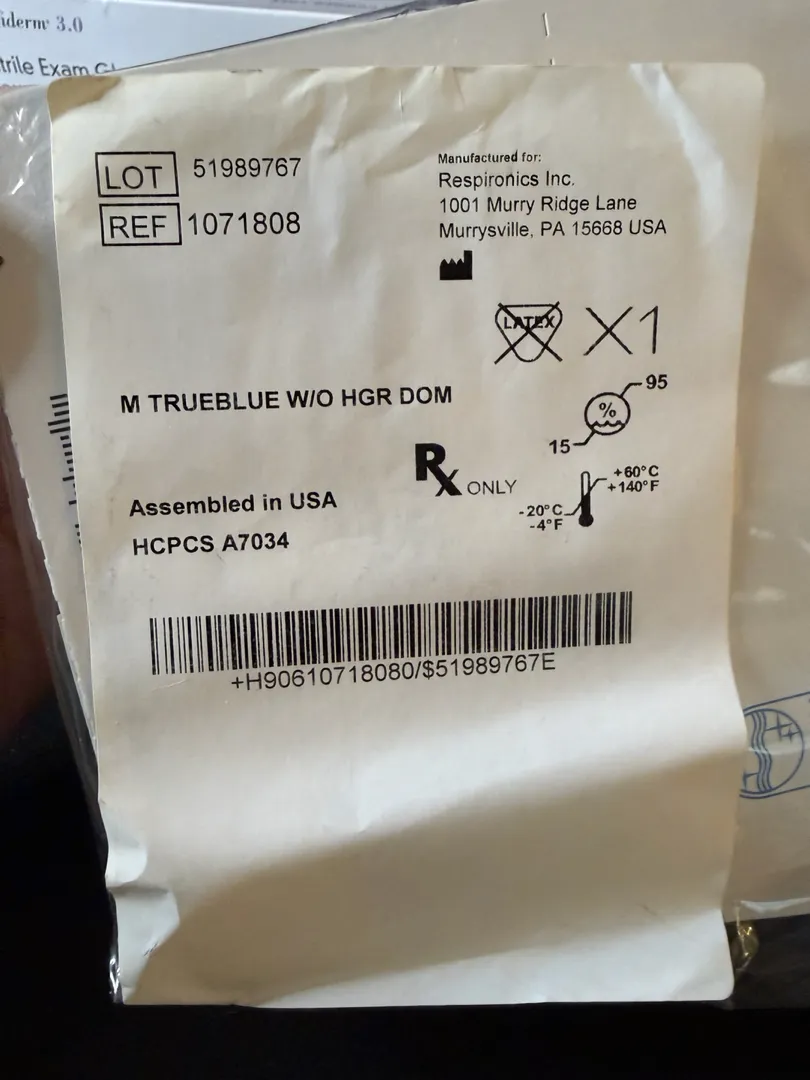 iderm 3.0
trile Exam
LOT 51989767
REF 1071808
Manufactured for:
Respironics Inc.
1001 Murry Ridge Lane
Murrysville, PA 15668 USA
LATEX X1
M TRUEBLUE W/O HGR DOM
95
%
15
Rx ONLY
+60°C
+140°F
-20°C
-4°F
Assembled in USA
HCPCS A7034
+H90610718080/$51989767E